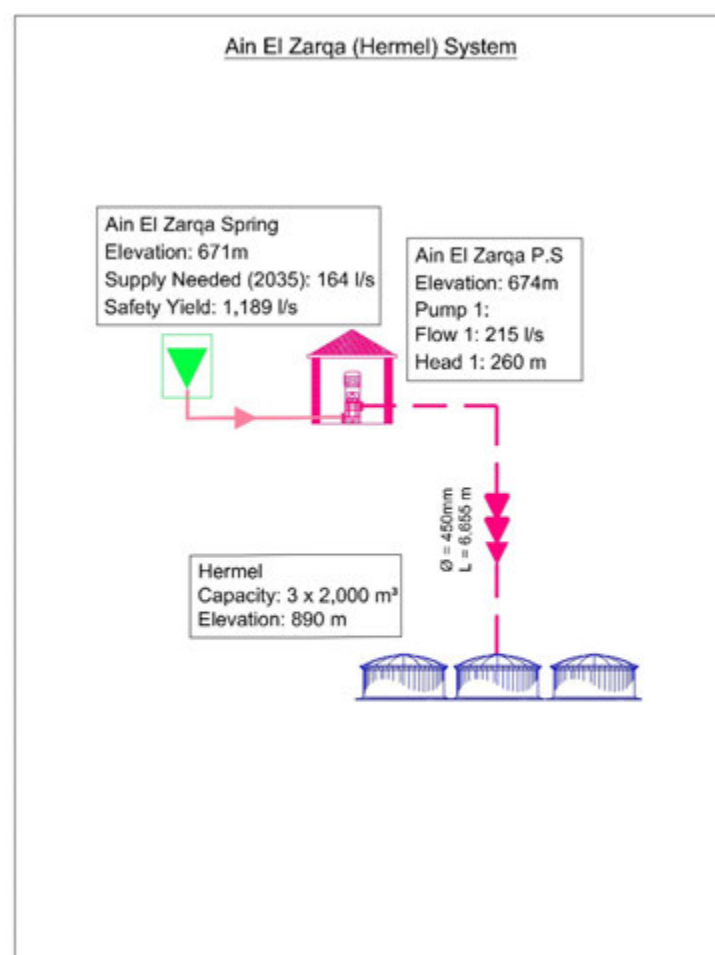 Ain El Zarqa (Hermel) System
Ain El Zarqa Spring
Elevation: 671m
Supply Needed (2035): 164 l/s
Safety Yield: 1,189 l/s
Ain El Zarqa P.S
Elevation: 674m
Pump 1:
Flow 1: 215 l/s
Head 1: 260 m
Ø = 450mm
L = 6,655 m
Hermel
Capacity: 3 x 2,000 m³
Elevation: 890 m